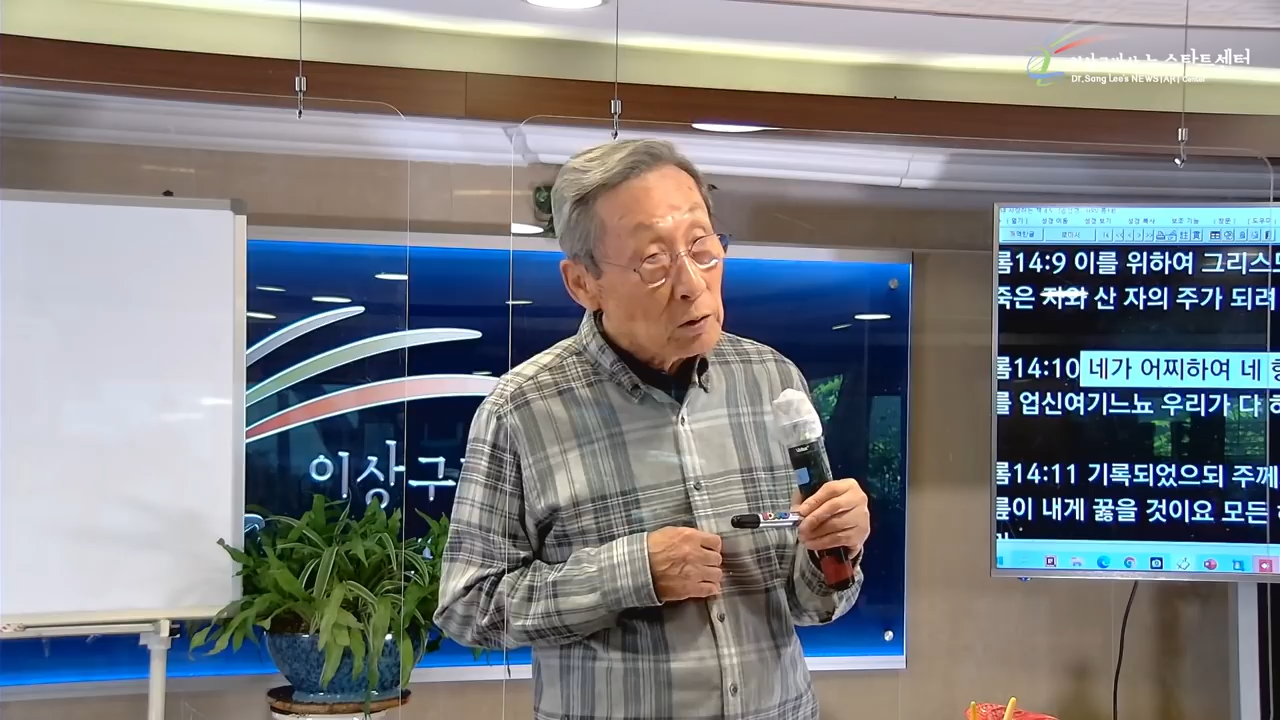 뉴스타트센터
Dr.Sang Lee's NEWSTART Center
이상구
롬14:9 이를 위하여 그리스도
죽은 자와 산 자의 주가 되려
롬14:10 네가 어찌하여 네 형
를 업신여기느뇨 우리가 다 하
롬14:11 기록되었으되 주께
릎이 내게 꿇을 것이요 모든 혀